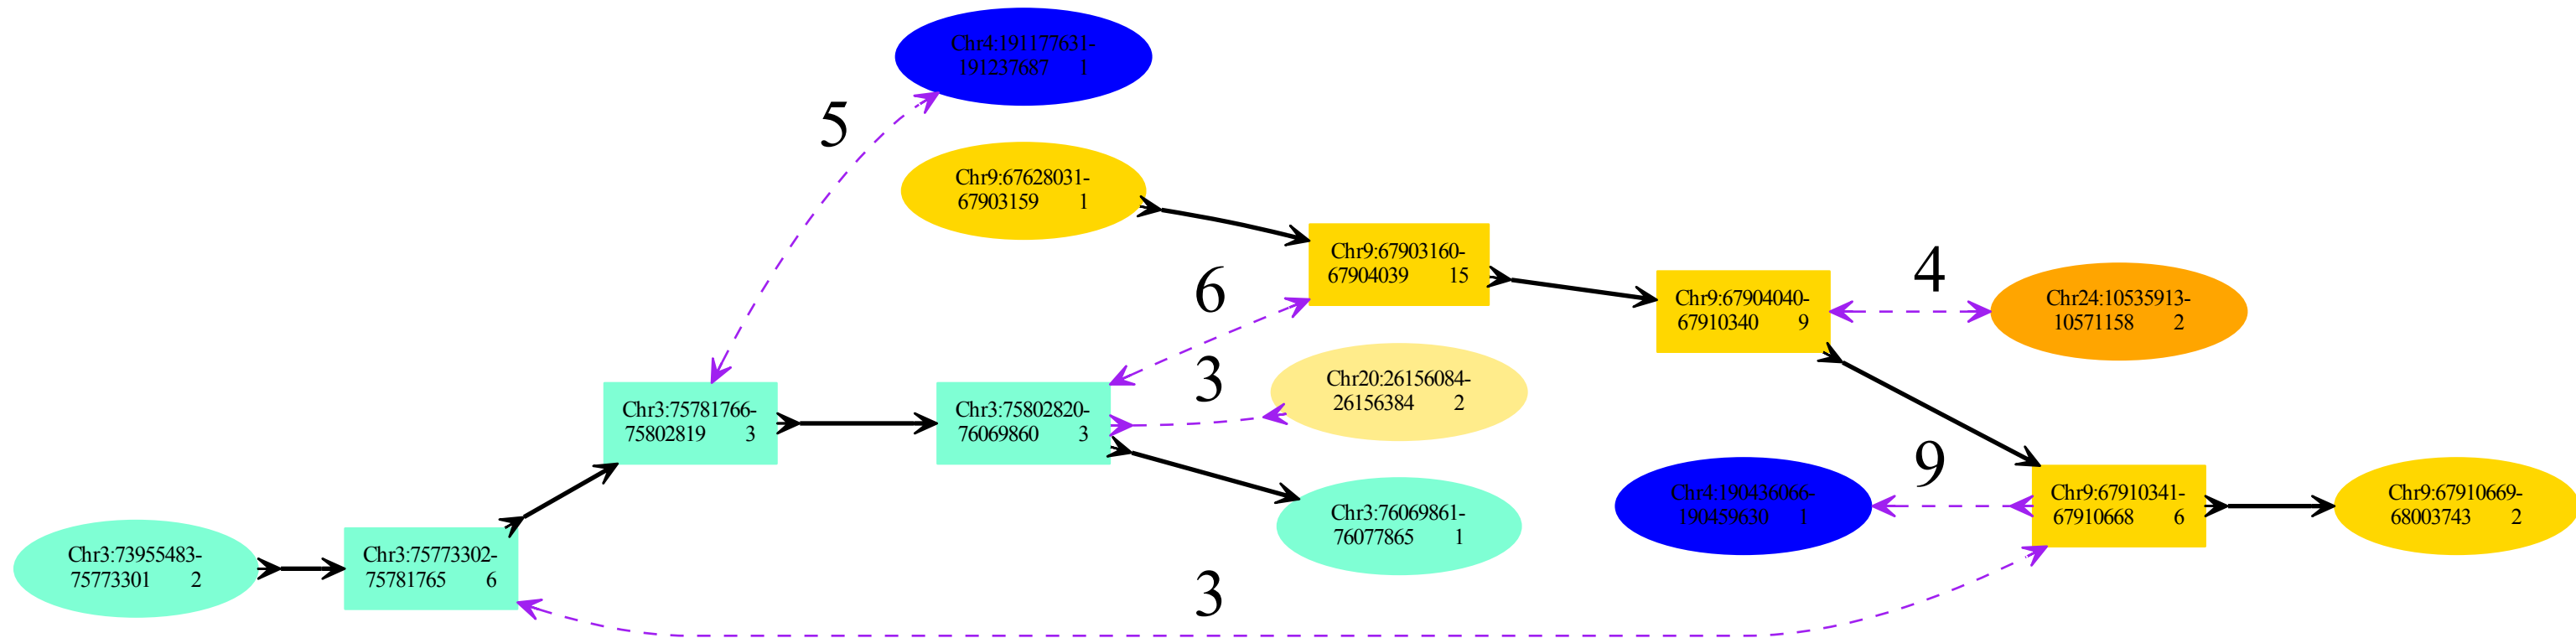 Chr4:191177631-
191237687 1
5
Chr9:67628031-
67903159 1
Chr9:67903160-
67904039 15
6
4
Chr9:67904040-
67910340 9
Chr24:10535913-
10571158 2
3
Chr20:26156084-
26156384 2
Chr3:75781766-
75802819 3
Chr3:75802820-
76069860 3
9
Chr4:190436066-
190459630 1
Chr9:67910341-
67910668 6
Chr9:67910669-
68003743 2
Chr3:76069861-
76077865 1
Chr3:73955483-
75773301 2
Chr3:75773302-
75781765 6
3